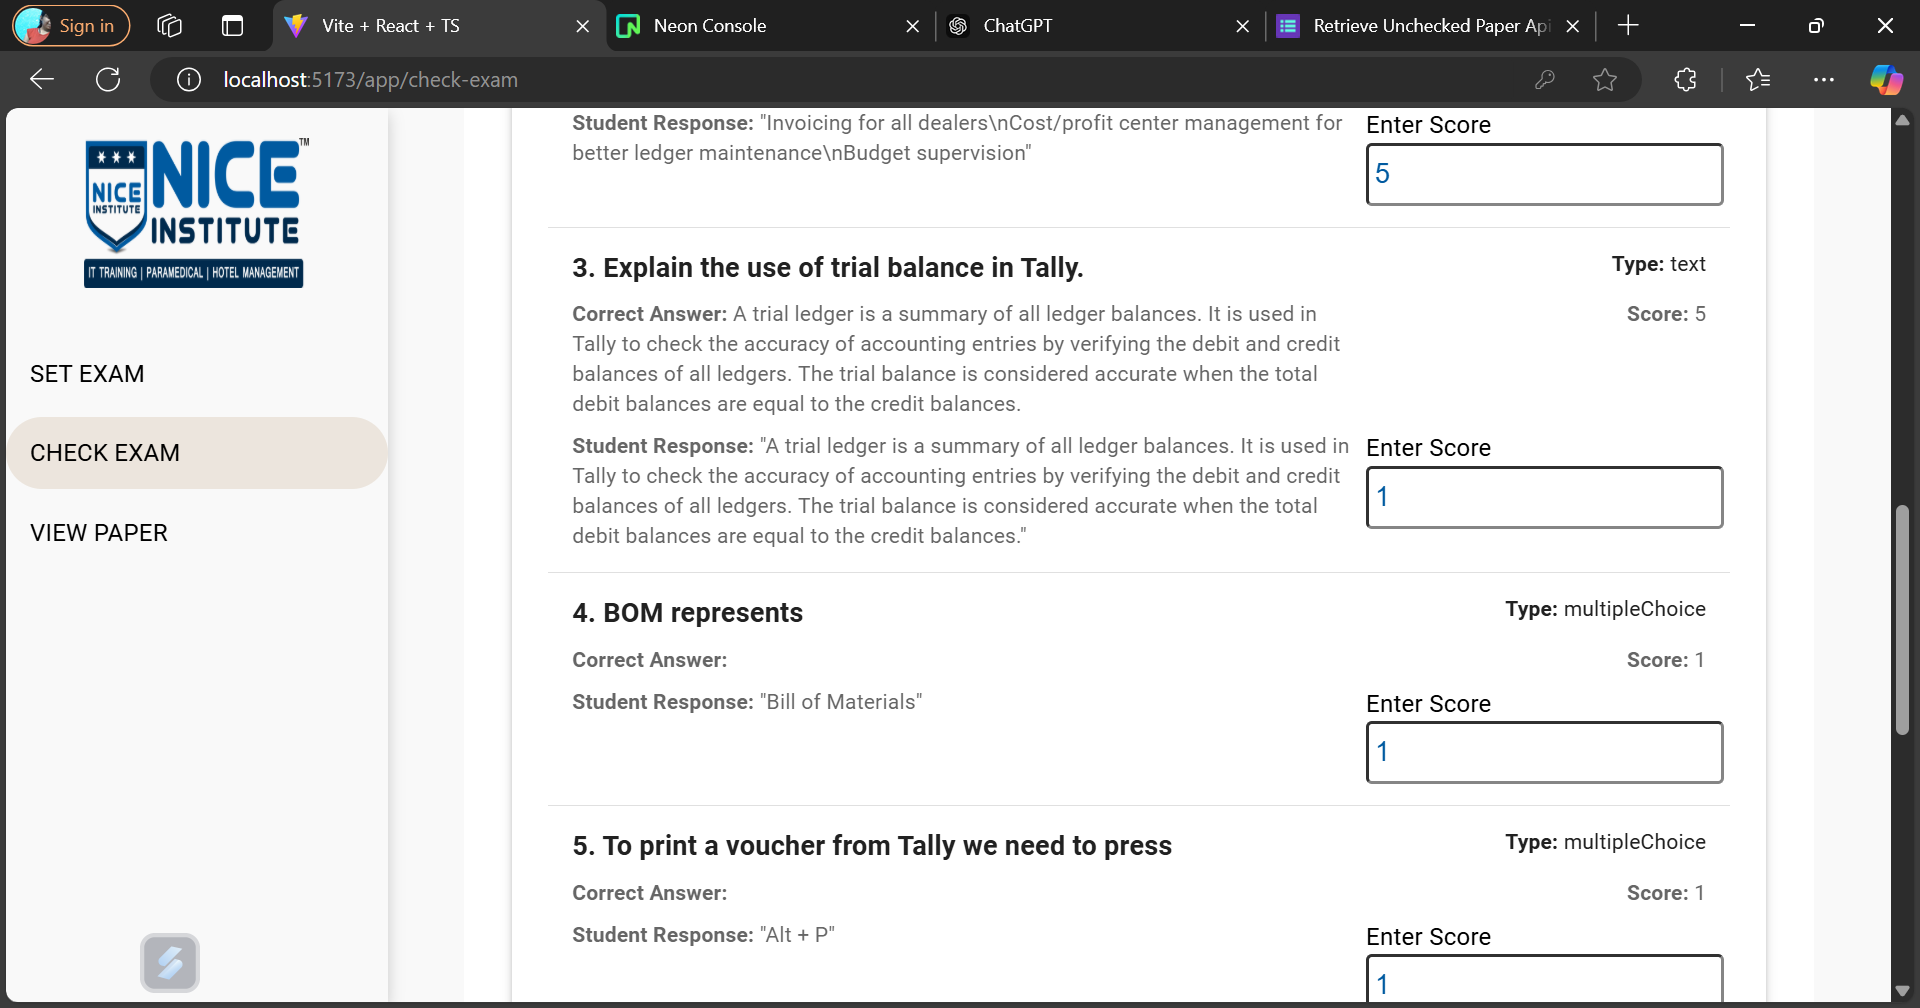 Sign in
Vite + React + TS
Neon Console
ChatGPT
Retrieve Unchecked Paper Api
localhost:5173/app/check-exam
NICE
INSTITUTE
NICE
TM
INSTITUTE
IT TRAINING | PARAMEDICAL | HOTEL MANAGEMENT
SET EXAM
CHECK EXAM
VIEW PAPER
Student Response: "Invoicing for all dealers\nCost/profit center management for
better ledger maintenance\nBudget supervision"
Enter Score
5
3. Explain the use of trial balance in Tally.
Type: text
Correct Answer: A trial ledger is a summary of all ledger balances. It is used in
Tally to check the accuracy of accounting entries by verifying the debit and credit
balances of all ledgers. The trial balance is considered accurate when the total
debit balances are equal to the credit balances.
Score: 5
Student Response: "A trial ledger is a summary of all ledger balances. It is used in
Tally to check the accuracy of accounting entries by verifying the debit and credit
balances of all ledgers. The trial balance is considered accurate when the total
debit balances are equal to the credit balances."
Enter Score
1
4. BOM represents
Type: multipleChoice
Correct Answer:
Score: 1
Student Response: "Bill of Materials"
Enter Score
1
5. To print a voucher from Tally we need to press
Type: multipleChoice
Correct Answer:
Score: 1
Student Response: "Alt + P"
Enter Score
1